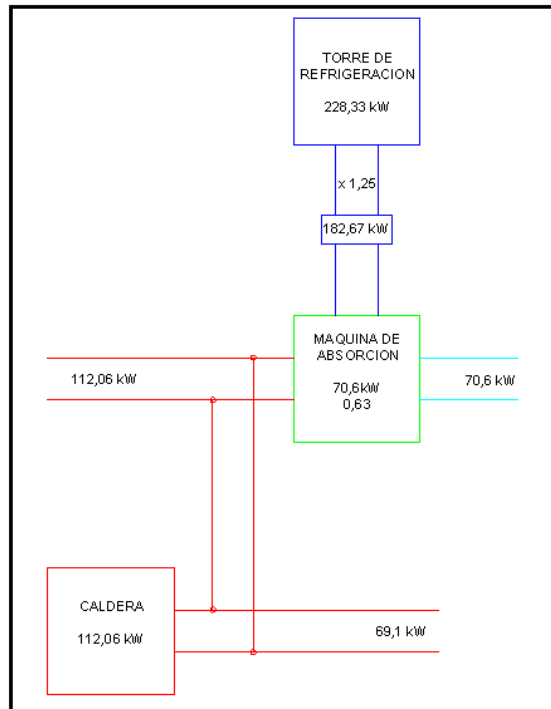 TORRE DE
REFRIGERACION
228,33 kW
x 1,25
182,67 kW
MAQUINA DE
ABSORCION
70,6kW
0,63
112,06 kW
70,6 kW
CALDERA
112,06 kW
69,1 kW